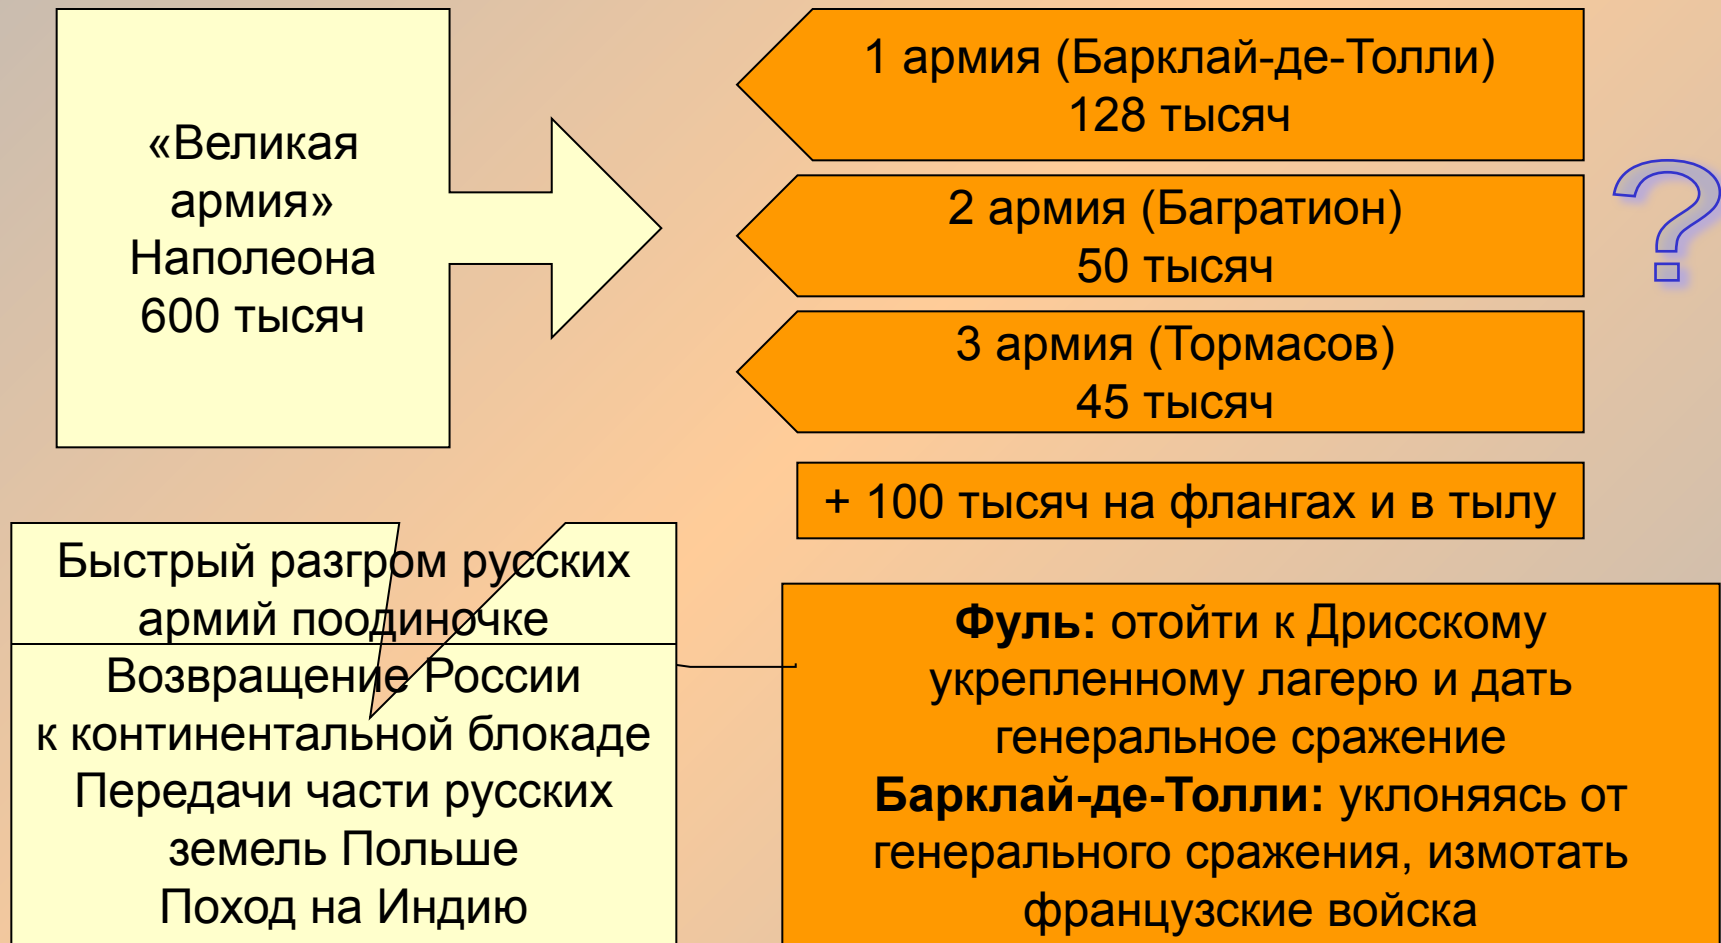 «Великая
армия»
Наполеона
600 тысяч
1 армия (Барклай-де-Толли)
128 тысяч
2 армия (Багратион)
50 тысяч
3 армия (Тормасов)
45 тысяч
?
+ 100 тысяч на флангах и в тылу
Быстрый разгром русских
армий поодиночке
Возвращение России
к континентальной блокаде
Передачи части русских
земель Польше
Поход на Индию
Фуль: отойти к Дрисскому
укрепленному лагерю и дать
генеральное сражение
Барклай-де-Толли: уклоняясь от
генерального сражения, измотать
французские войска